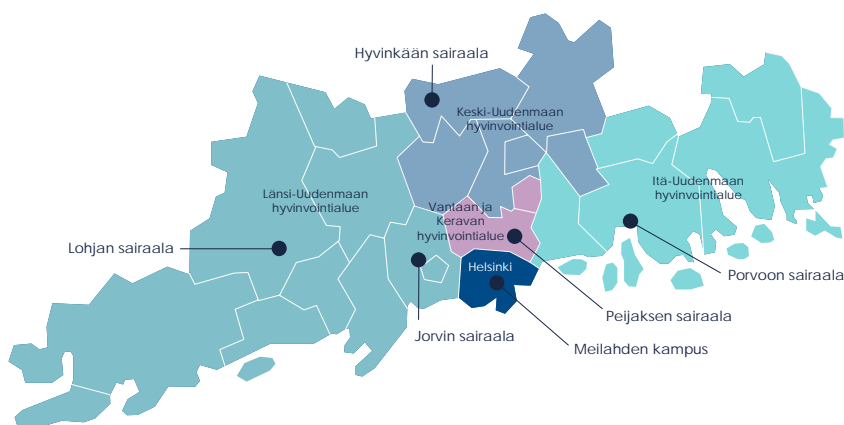 Hyvinkään sairaala
Keski-Uudenmaan
hyvinvointialue
Länsi-Uudenmaan
hyvinvointialue
Vantaan ja
Keravan
hyvinvointialue
Itä-Uudenmaan
hyvinvointialue
Lohjan sairaala
Helsinki
Porvoon sairaala
Peijaksen sairaala
Jorvin sairaala
Meilahden kampus